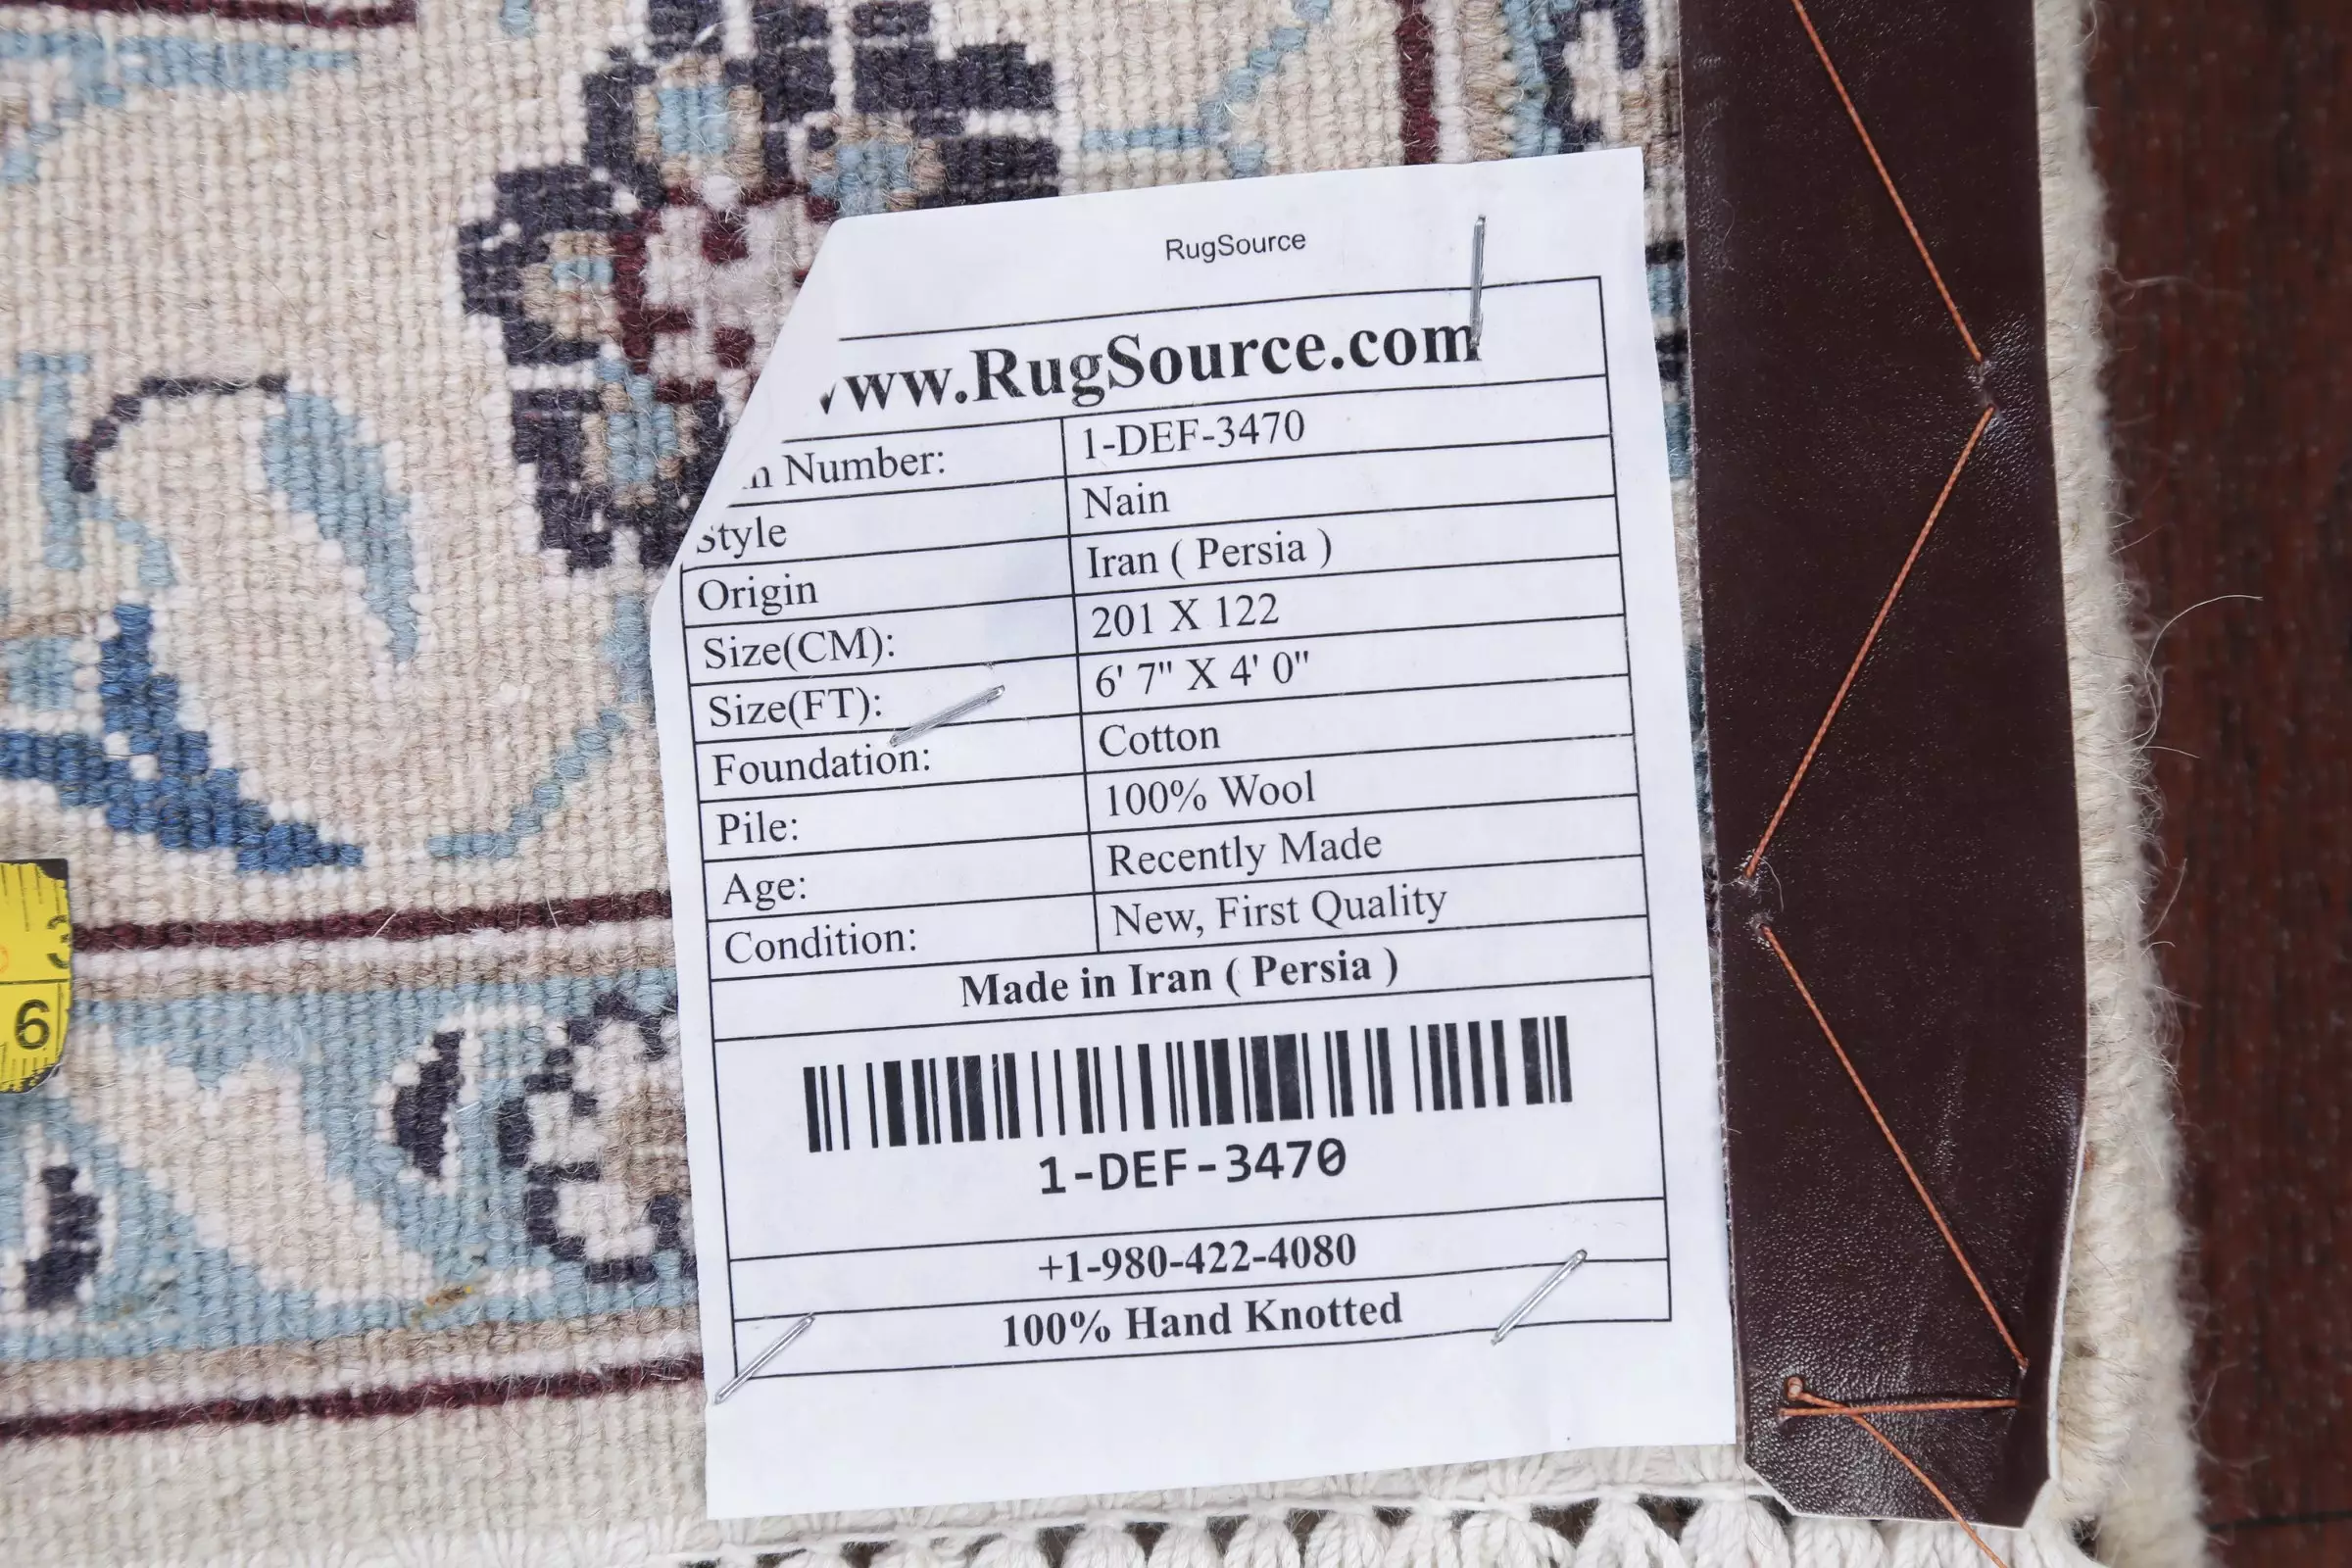 RugSource
www.RugSource.com
Number: 1-DEF-3470
Style Nain
Origin Iran ( Persia )
Size(CM): 201 X 122
Size(FT): 6' 7" X 4' 0"
Foundation: Cotton
Pile: 100% Wool
Age: Recently Made
Condition: New, First Quality
Made in Iran ( Persia )
1-DEF-3470
+1-980-422-4080
100% Hand Knotted
3
6